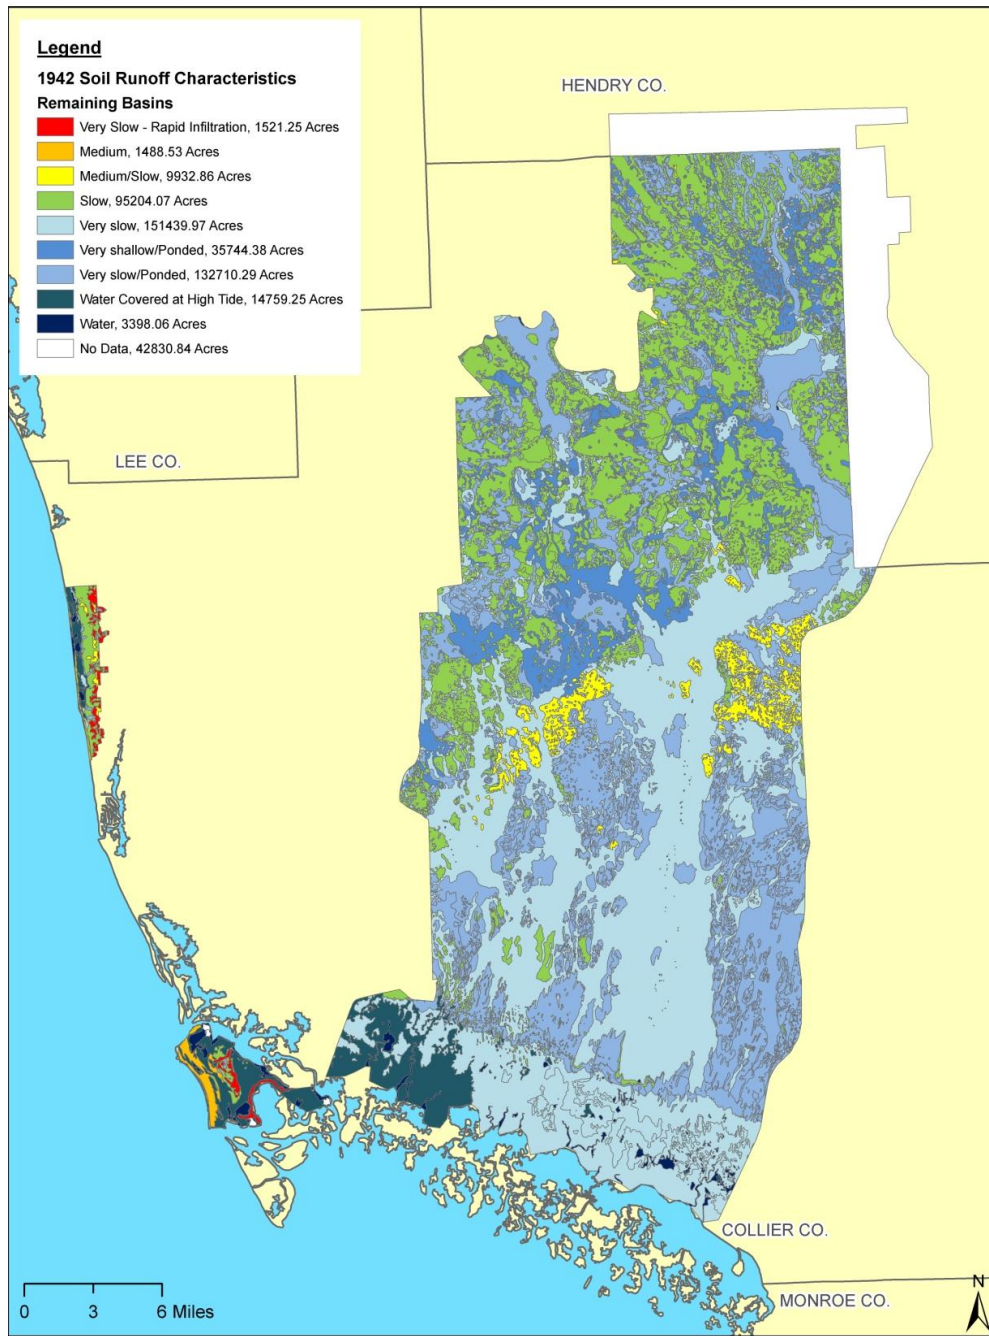 Legend
1942 Soil Runoff Characteristics
Remaining Basins
Very Slow - Rapid Infiltration, 1521.25 Acres
Medium, 1488.53 Acres
Medium/Slow, 9932.86 Acres
Slow, 95204.07 Acres
Very slow, 151439.97 Acres
Very shallow/Ponded, 35744.38 Acres
Very slow/Ponded, 132710.29 Acres
Water Covered at High Tide, 14759.25 Acres
Water, 3398.06 Acres
No Data, 42830.84 Acres
HENDRY CO.
LEE CO.
COLLIER CO.
MONROE CO.
0 3 6 Miles
N